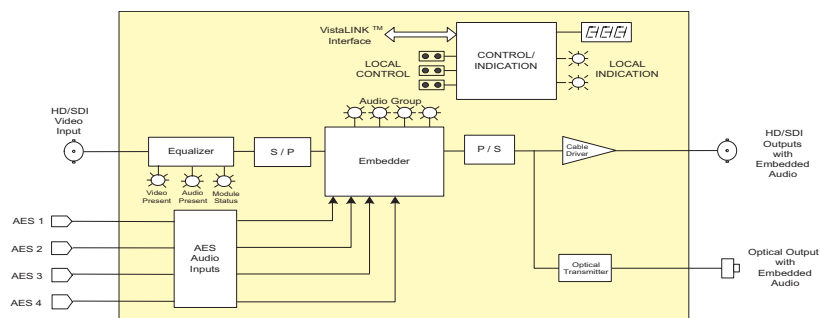 VistaLINK ™
Interface
LOCAL
CONTROL
CONTROL/
INDICATION
LOCAL
INDICATION
HD/SDI
Video
Input
Equalizer
Video
Present
Audio
Present
Module
Status
S / P
Audio Group
Embedder
P / S
Cable
Driver
HD/SDI
Outputs
with
Embedded
Audio
AES 1
AES 2
AES 3
AES 4
AES
Audio
Inputs
Optical
Transmitter
Optical Output
with
Embedded
Audio